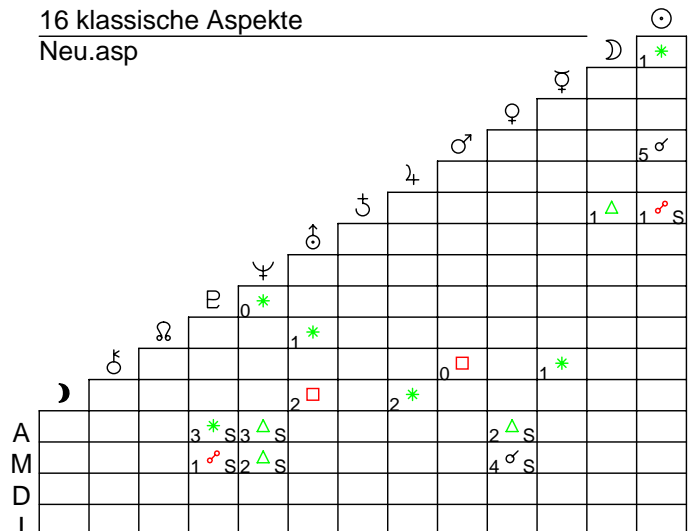 16 klassische Aspekte ☉
Neu.asp ☽ 1 ⚹
☿
♀
♂ 5 ☌
♃
♄ 1 △ 1 ☍ S
⛢
♆
♇ 0 ⚹
☊ 1 ⚹
⚷ 0 □ 1 ⚹
☽ 2 □ 2 ⚹
A 3 ⚹ S 3 △ S 2 △ S
M 1 ☍ S 2 △ S 4 ☌ S
D